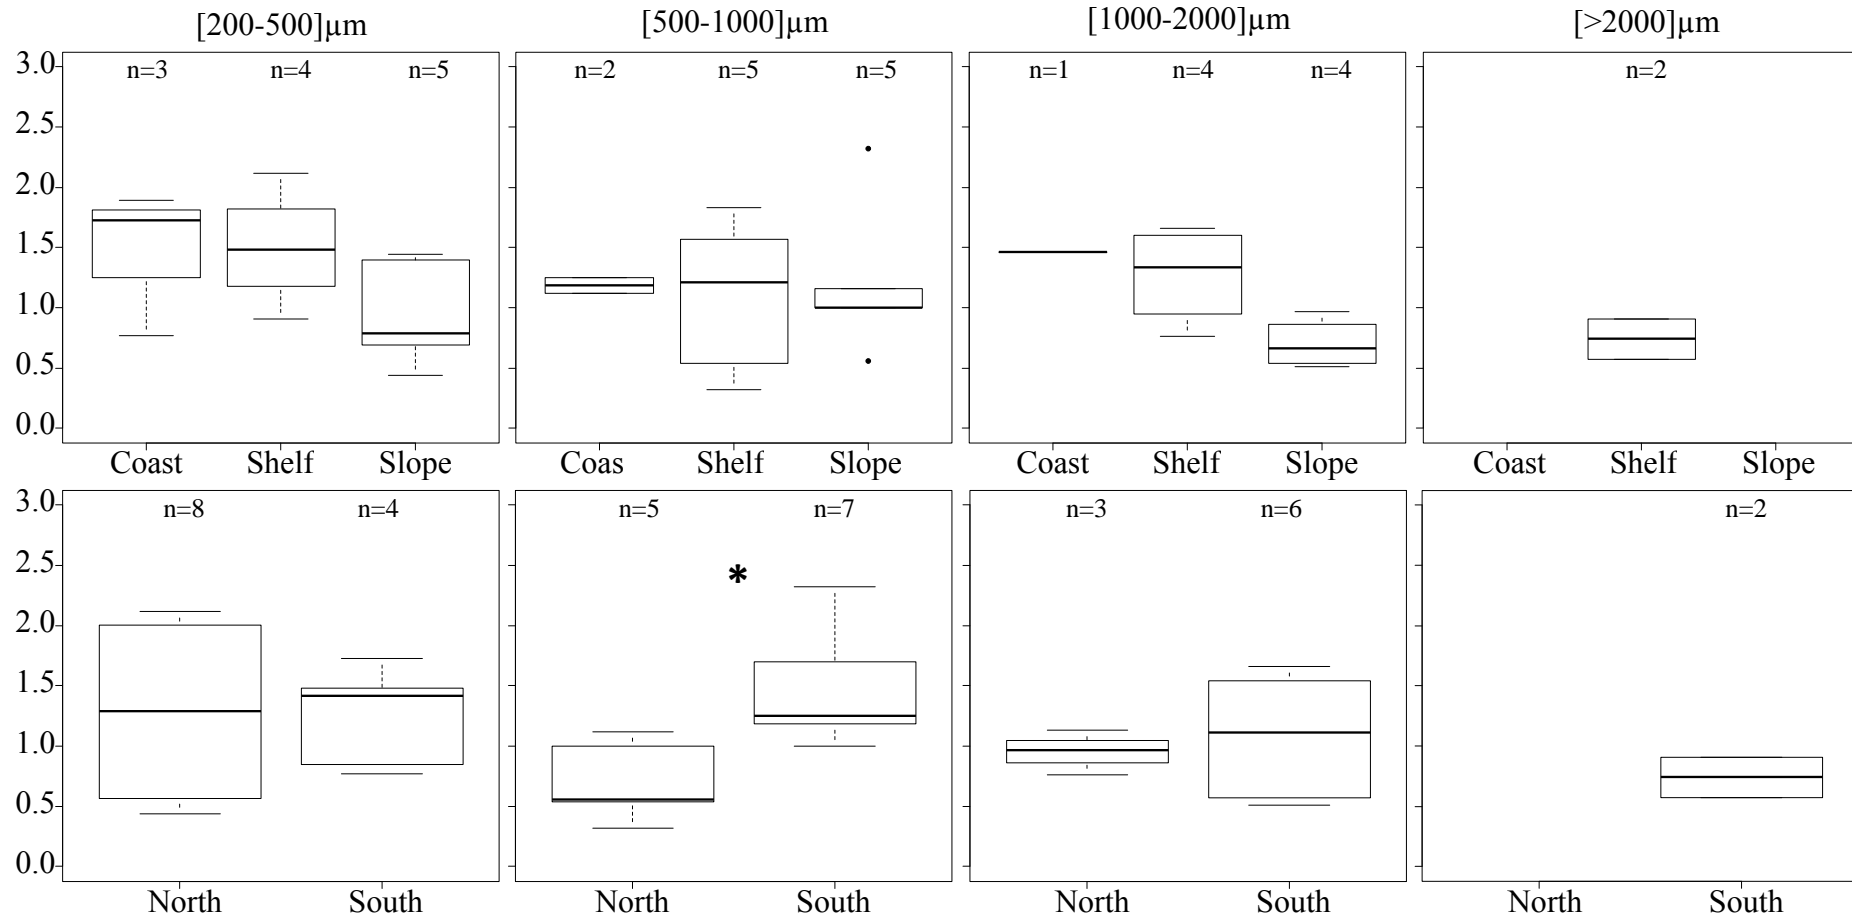 [200-500]µm [500-1000]µm [1000-2000]µm [>2000]µm
3.0 n=3 n=4 n=5 n=2 n=5 n=5 n=1 n=4 n=4 n=2
2.5
2.0
1.5
1.0
0.5
0.0
Coast Shelf Slope Coas Shelf Slope Coast Shelf Slope Coast Shelf Slope
3.0 n=8 n=4 n=5 n=7 n=3 n=6 n=2
2.5 *
2.0
1.5
1.0
0.5
0.0
North South North South North South North South